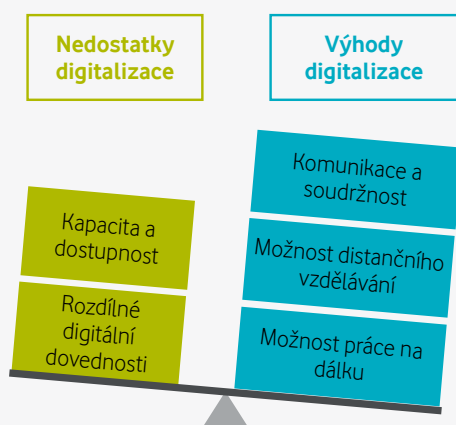 Nedostatky
digitalizace
Výhody
digitalizace
Kapacita a
dostupnost
Rozdílné
digitální
dovednosti
Komunikace a
soudržnost
Možnost distančního
vzdělávání
Možnost práce na
dálku